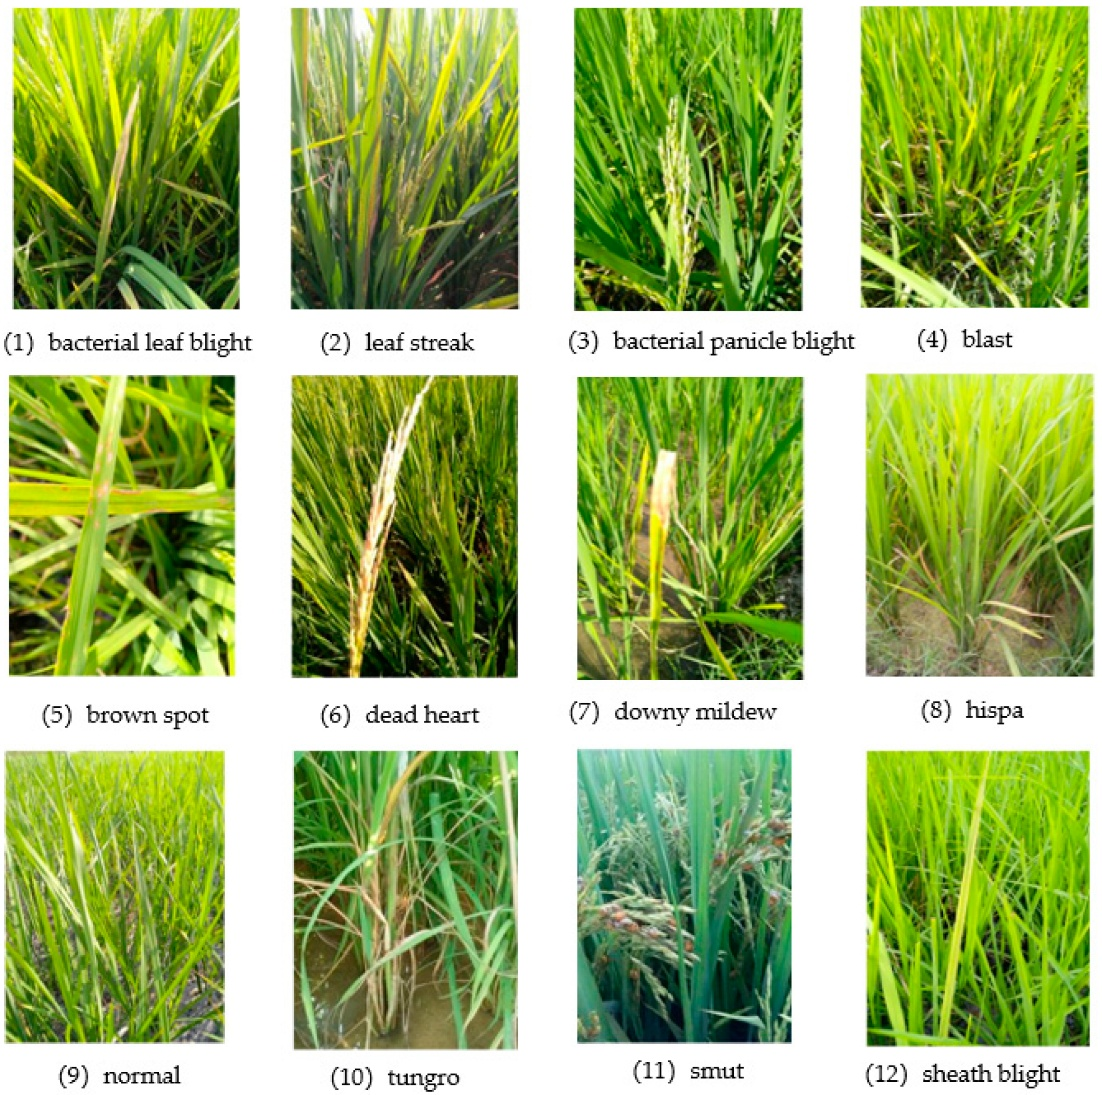 (1) bacterial leaf blight
(2) leaf streak
(3) bacterial panicle blight
(4) blast
(5) brown spot
(6) dead heart
(7) downy mildew
(8) hispa
(9) normal
(10) tungro
(11) smut
(12) sheath blight